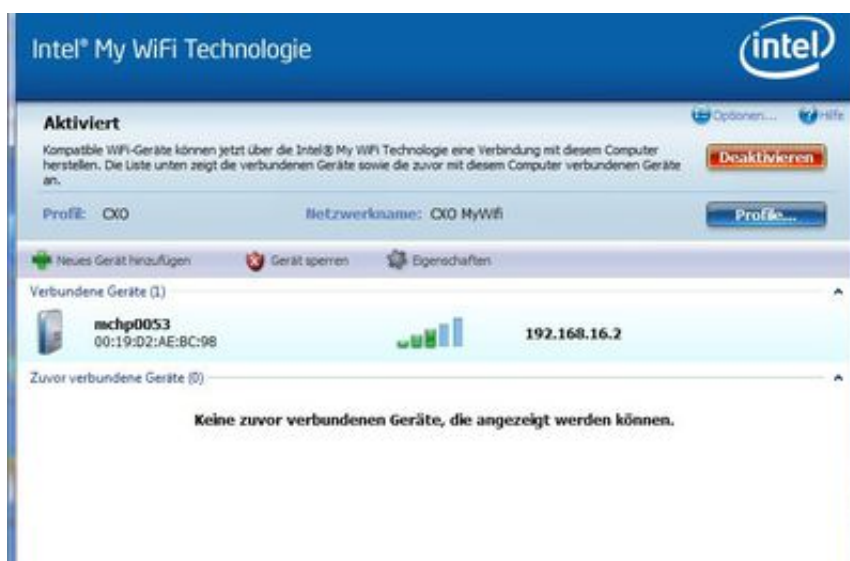 Intel® My WiFi Technologie
intel
Aktiviert
Optionen... Hilfe
Kompatible WiFi-Geräte können jetzt über die Intel® My WiFi Technologie eine Verbindung mit diesem Computer
herstellen. Die Liste unten zeigt die verbundenen Geräte sowie die zuvor mit diesem Computer verbundenen Geräte
an.
Deaktivieren
Profil: CXO Netzwerkname: CXO MyWifi Profile...
Neues Gerät hinzufügen Gerät sperren Eigenschaften
Verbundene Geräte (1)
mchp0053
00:19:D2:AE:BC:98 192.168.16.2
Zuvor verbundene Geräte (0)
Keine zuvor verbundenen Geräte, die angezeigt werden können.